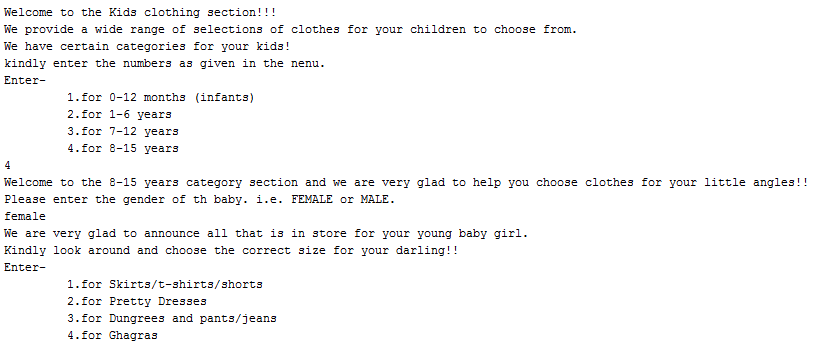 Welcome to the Kids clothing section!!!
We provide a wide range of selections of clothes for your children to choose from.
We have certain categories for your kids!
kindly enter the numbers as given in the nenu.
Enter-
1.for 0-12 months (infants)
2.for 1-6 years
3.for 7-12 years
4.for 8-15 years
4
Welcome to the 8-15 years category section and we are very glad to help you choose clothes for your little angles!!
Please enter the gender of th baby. i.e. FEMALE or MALE.
female
We are very glad to announce all that is in store for your young baby girl.
Kindly look around and choose the correct size for your darling!!
Enter-
1.for Skirts/t-shirts/shorts
2.for Pretty Dresses
3.for Dungrees and pants/jeans
4.for Ghagras